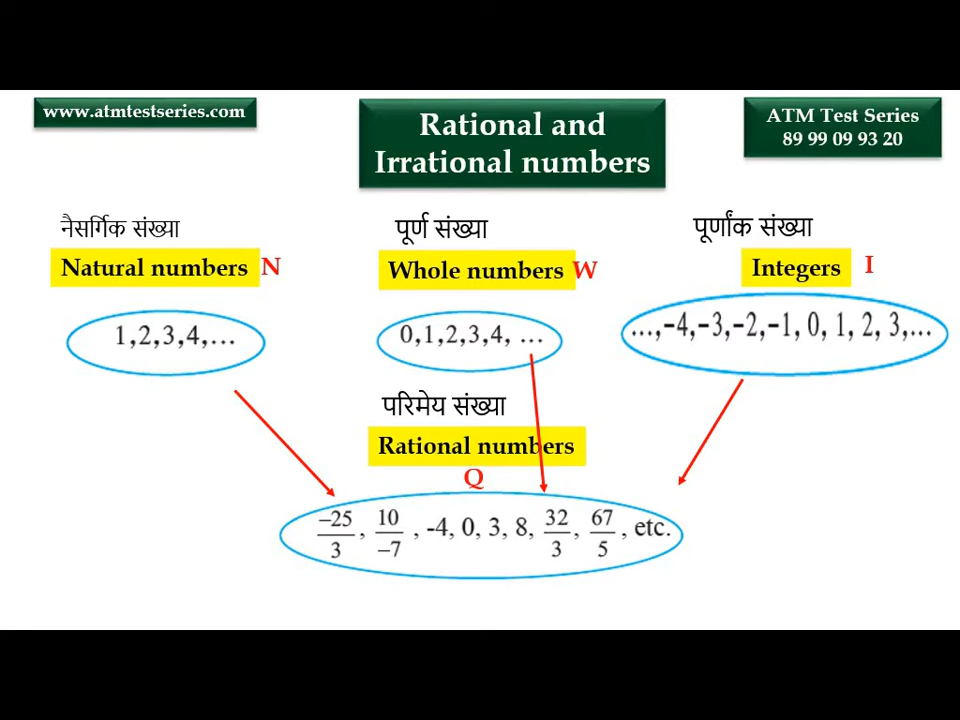 www.atmtestseries.com
Rational and
Irrational numbers
ATM Test Series
89 99 09 93 20
नैसर्गिक संख्या
Natural numbers N
1,2,3,4,...
पूर्ण संख्या
Whole numbers W
0,1,2,3,4, ...
पूर्णांक संख्या
Integers I
...,-4,-3,-2,-1, 0, 1, 2, 3,...
परिमेय संख्या
Rational numbers
Q
–25/3, 10/–7, -4, 0, 3, 8, 32/3, 67/5, etc.